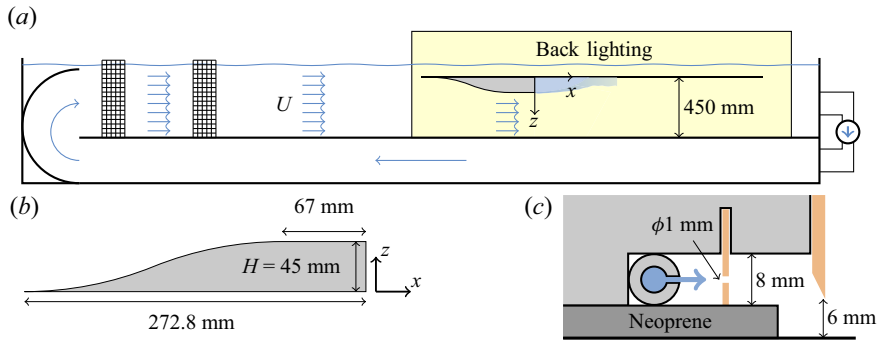 (a)
Back lighting
U
x
z
450 mm
(b)
67 mm
H = 45 mm
z
x
272.8 mm
(c)
ϕ1 mm
8 mm
Neoprene
6 mm